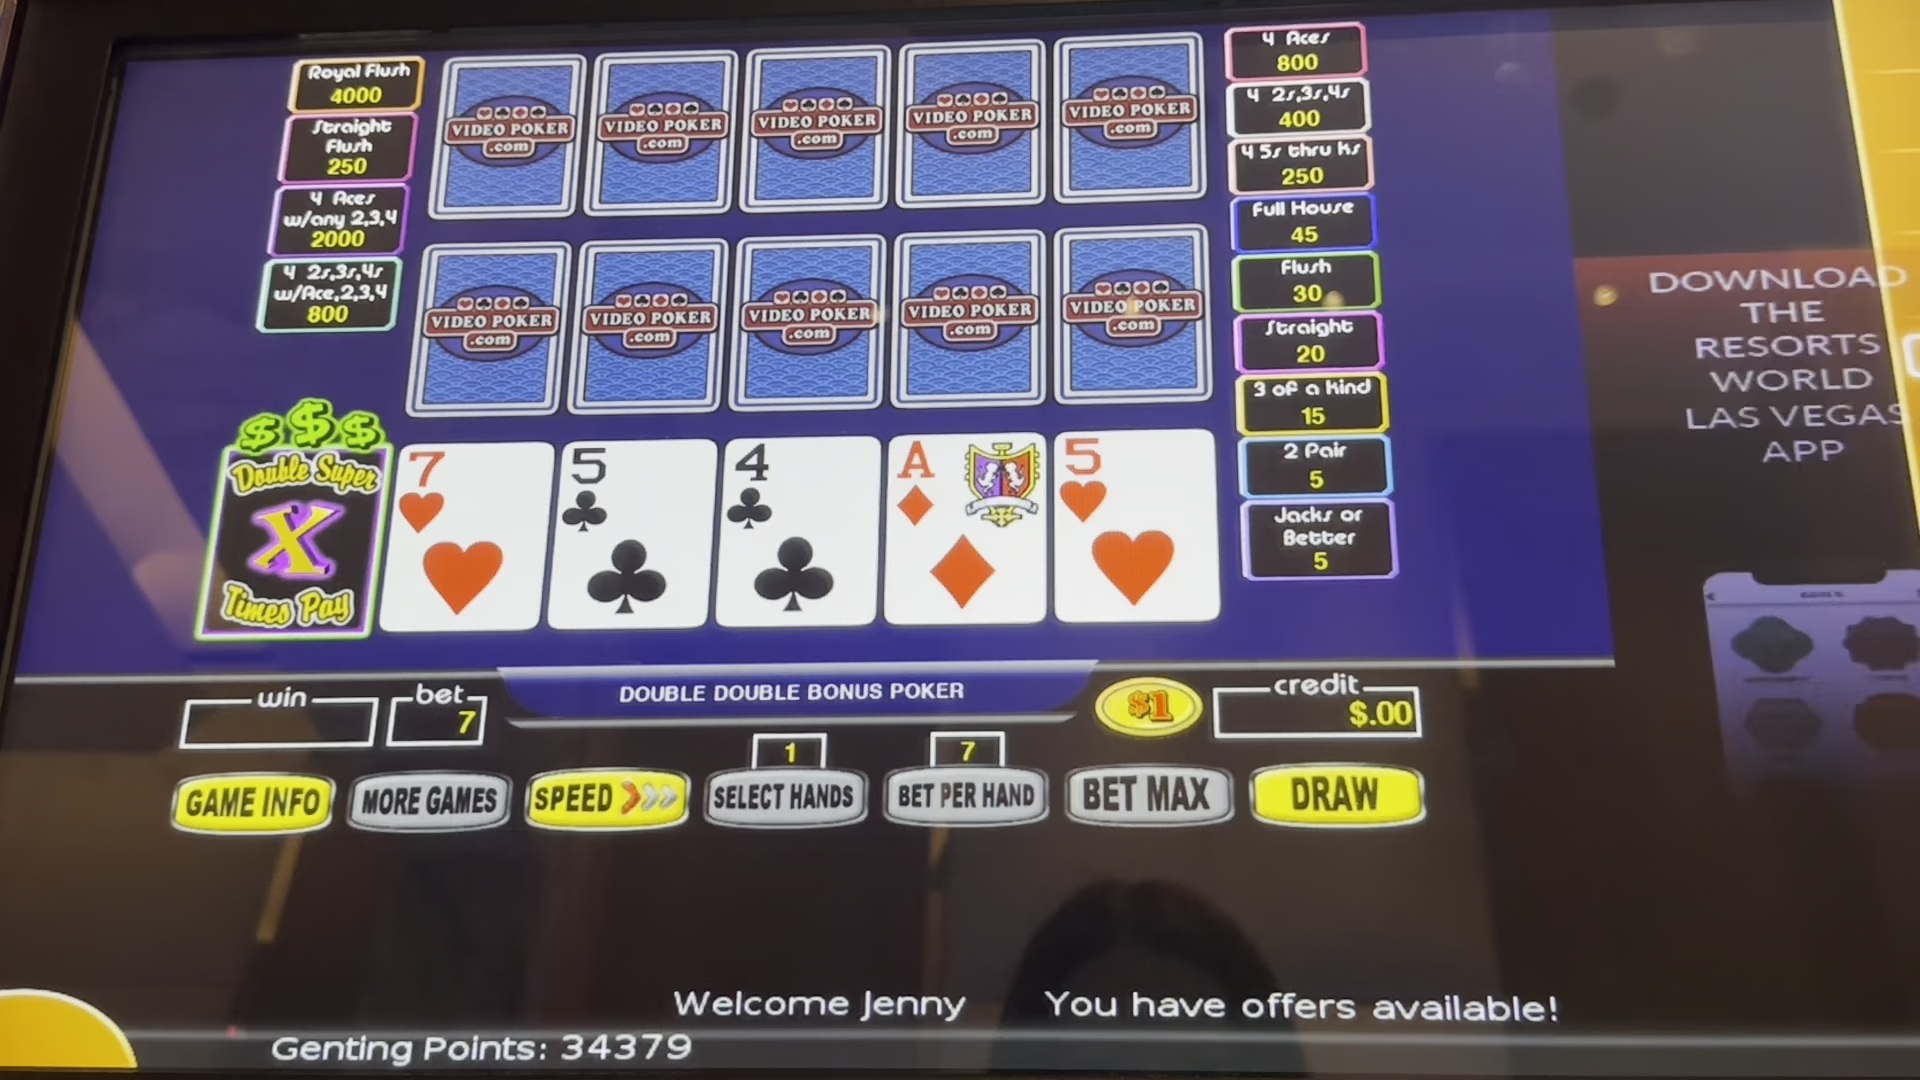 Royal Flush
4000
Straight
Flush
250
4 Aces
w/any 2,3,4
2000
4 2s,3s,4s
w/Ace,2,3,4
800
VIDEO POKER
.com
VIDEO POKER
.com
VIDEO POKER
.com
VIDEO POKER
.com
VIDEO POKER
.com
VIDEO POKER
.com
VIDEO POKER
.com
VIDEO POKER
.com
VIDEO POKER
.com
VIDEO POKER
.com
4 Aces
800
4 2s,3s,4s
400
4 5s thru Ks
250
Full House
45
Flush
30
Straight
20
3 of a Kind
15
2 Pair
5
Jacks or
Better
5
$ $ $
Double Super
X
Times Pay
7
5
4
A
5
win
bet
7
DOUBLE DOUBLE BONUS POKER
$1
credit
$.00
1
7
GAME INFO
MORE GAMES
SPEED
SELECT HANDS
BET PER HAND
BET MAX
DRAW
DOWNLOAD
THE
RESORTS
WORLD
LAS VEGAS
APP
Welcome Jenny
You have offers available!
Genting Points: 34379